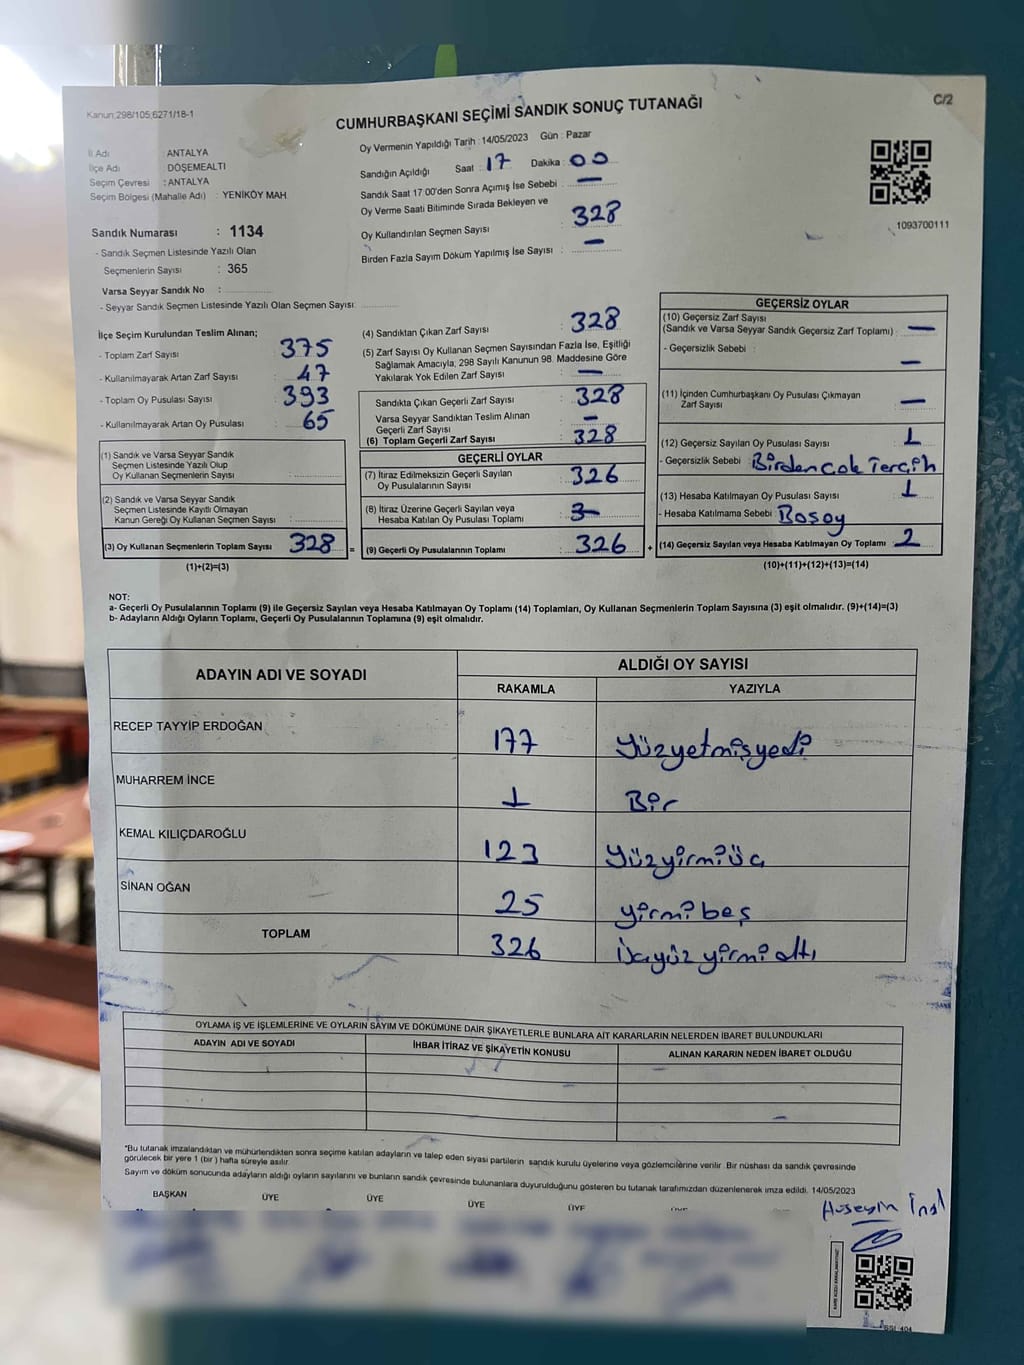 Kanun;298/105;6271/18-1
C/2
CUMHURBAŞKANI SEÇİMİ SANDIK SONUÇ TUTANAĞI
İl Adı : ANTALYA
İlçe Adı : DÖŞEMEALTI
Seçim Çevresi : ANTALYA
Seçim Bölgesi (Mahalle Adı) : YENİKÖY MAH.
Sandık Numarası : 1134
- Sandık Seçmen Listesinde Yazılı Olan
Seçmenlerin Sayısı : 365
Varsa Seyyar Sandık No :
- Seyyar Sandık Seçmen Listesinde Yazılı Olan Seçmen Sayısı:
Oy Vermenin Yapıldığı Tarih : 14/05/2023 Gün : Pazar
Sandığın Açıldığı Saat : 17 Dakika : 00
Sandık Saat 17:00'den Sonra Açımış İse Sebebi : —
Oy Verme Saati Bitiminde Sırada Bekleyen ve
Oy Kullandırılan Seçmen Sayısı 328
Birden Fazla Sayım Döküm Yapılmış İse Sayısı : —
1093700111
İlçe Seçim Kurulundan Teslim Alınan;
- Toplam Zarf Sayısı : 375
- Kullanılmayarak Artan Zarf Sayısı : 47
- Toplam Oy Pusulası Sayısı : 393
- Kullanılmayarak Artan Oy Pusulası : 65
(1) Sandık ve Varsa Seyyar Sandık
Seçmen Listesinde Yazılı Olup
Oy Kullanan Seçmenlerin Sayısı :
(2) Sandık ve Varsa Seyyar Sandık
Seçmen Listesinde Kayıtlı Olmayan
Kanun Gereği Oy Kullanan Seçmen Sayısı :
(3) Oy Kullanan Seçmenlerin Toplam Sayısı : 328 =
(1)+(2)=(3)
(4) Sandıktan Çıkan Zarf Sayısı : 328
(5) Zarf Sayısı Oy Kullanan Seçmen Sayısından Fazla İse, Eşitliği
Sağlamak Amacıyla, 298 Sayılı Kanunun 98. Maddesine Göre
Yakılarak Yok Edilen Zarf Sayısı : —
Sandıkta Çıkan Geçerli Zarf Sayısı : 328
Varsa Seyyar Sandıktan Teslim Alınan
Geçerli Zarf Sayısı : —
(6) Toplam Geçerli Zarf Sayısı : 328
GEÇERLİ OYLAR
(7) İtiraz Edilmeksizin Geçerli Sayılan
Oy Pusulalarının Sayısı : 326
(8) İtiraz Üzerine Geçerli Sayılan veya
Hesaba Katılan Oy Pusulası Toplamı :
(9) Geçerli Oy Pusulalarının Toplamı : 326 +
GEÇERSİZ OYLAR
(10) Geçersiz Zarf Sayısı
(Sandık ve Varsa Seyyar Sandık Geçersiz Zarf Toplamı) : —
- Geçersizlik Sebebi : —
(11) İçinden Cumhurbaşkanı Oy Pusulası Çıkmayan
Zarf Sayısı : —
(12) Geçersiz Sayılan Oy Pusulası Sayısı : 1
- Geçersizlik Sebebi : Birden çok Tercih
(13) Hesaba Katılmayan Oy Pusulası Sayısı : 1
- Hesaba Katılmama Sebebi : Boşoy
(14) Geçersiz Sayılan veya Hesaba Katılmayan Oy Toplamı : 2
(10)+(11)+(12)+(13)=(14)
NOT:
a- Geçerli Oy Pusulalarının Toplamı (9) ile Geçersiz Sayılan veya Hesaba Katılmayan Oy Toplamı (14) Toplamları, Oy Kullanan Seçmenlerin Toplam Sayısına (3) eşit olmalıdır. (9)+(14)=(3)
b- Adayların Aldığı Oyların Toplamı, Geçerli Oy Pusulalarının Toplamına (9) eşit olmalıdır.
ADAYIN ADI VE SOYADI ALDIĞI OY SAYISI
RAKAMLA YAZIYLA
RECEP TAYYİP ERDOĞAN 177 Yüzyetmişyedi
MUHARREM İNCE 1 Bir
KEMAL KILIÇDAROĞLU 123 Yüzyirmiüç
SİNAN OĞAN 25 yirmibeş
TOPLAM 326 üçyüz yirmi altı
OYLAMA İŞ VE İŞLEMLERİNE VE OYLARIN SAYIM VE DÖKÜMÜNE DAİR ŞİKAYETLERLE BUNLARA AİT KARARLARIN NELERDEN İBARET BULUNDUKLARI
ADAYIN ADI VE SOYADI İHBAR İTİRAZ VE ŞİKAYETİN KONUSU ALINAN KARARIN NEDEN İBARET OLDUĞU
*Bu tutanak imzalandıktan ve mühürlendikten sonra seçime katılan adayların ve talep eden siyasi partilerin sandık kurulu üyelerine veya gözlemcilerine verilir. Bir nüshası da sandık çevresinde
görülecek bir yere 1 (bir) hafta süreyle asılır.
Sayım ve döküm sonucunda adayların aldığı oyların sayılarını ve bunların sandık çevresinde bulunanlara duyurulduğunu gösteren bu tutanak tarafımızdan düzenlenerek imza edildi. 14/05/2023
BAŞKAN ÜYE ÜYE ÜYE ÜYE ÜYE
Hüseyin